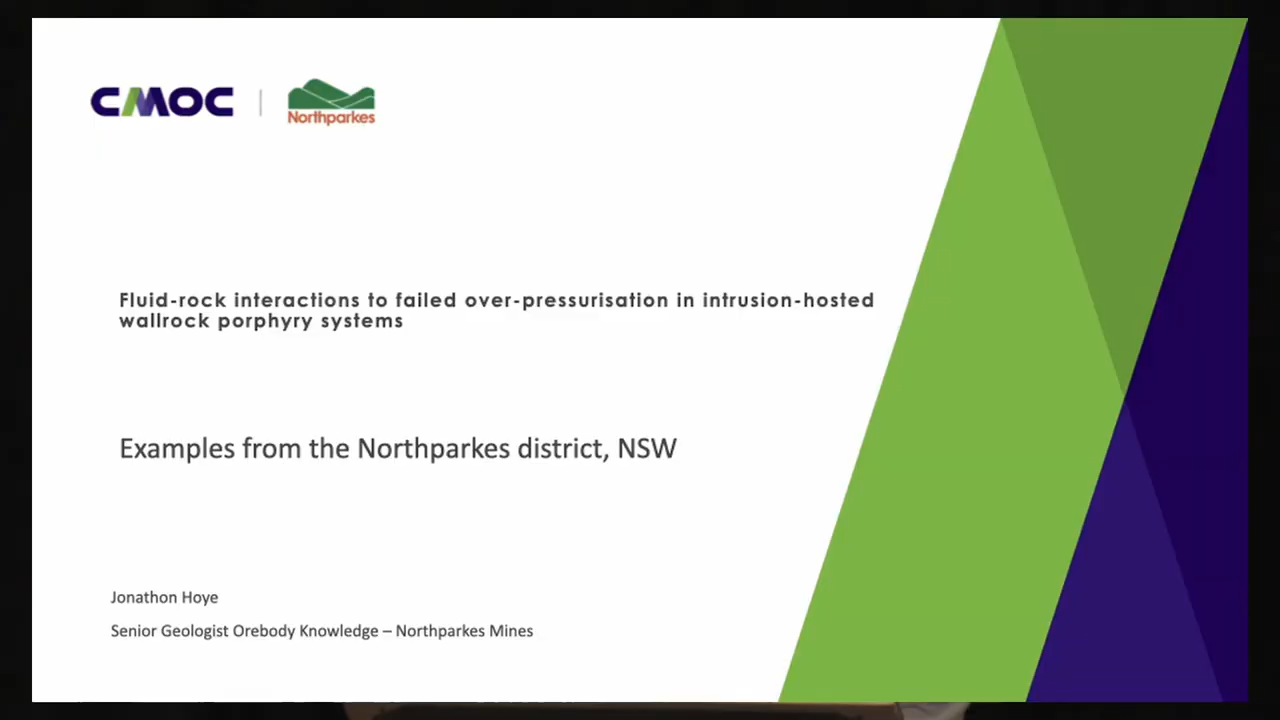 CMOC
Northparkes
Fluid-rock interactions to failed over-pressurisation in intrusion-hosted
wallrock porphyry systems
Examples from the Northparkes district, NSW
Jonathon Hoye
Senior Geologist Orebody Knowledge – Northparkes Mines